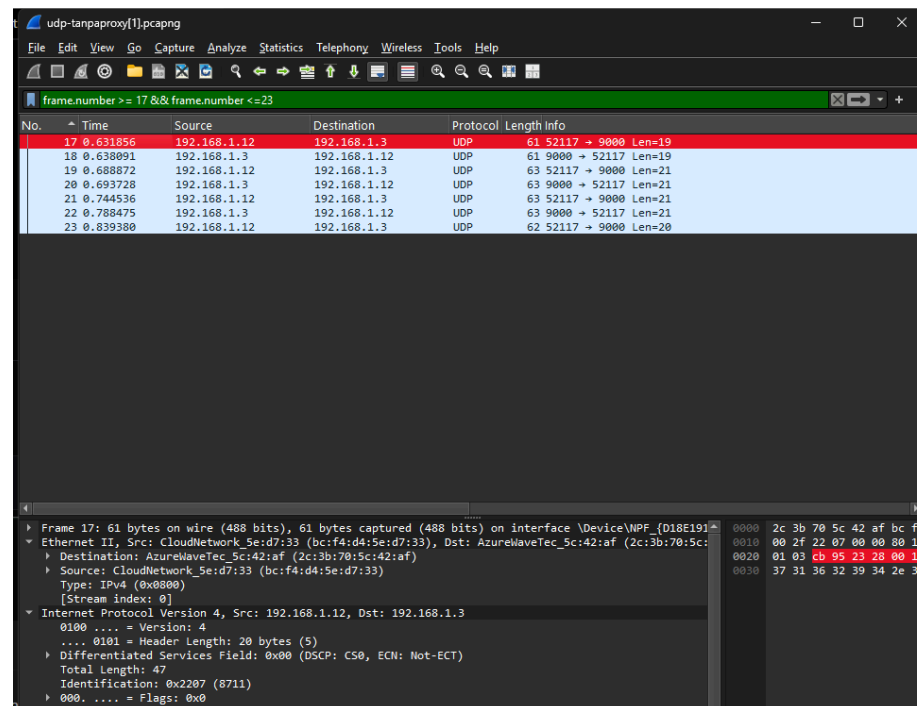 udp-tanpaproxy[1].pcapng
File Edit View Go Capture Analyze Statistics Telephony Wireless Tools Help
frame.number >= 17 && frame.number <=23
No. Time Source Destination Protocol Length Info
17 0.631856 192.168.1.12 192.168.1.3 UDP 61 52117 → 9000 Len=19
18 0.638091 192.168.1.3 192.168.1.12 UDP 61 9000 → 52117 Len=19
19 0.688872 192.168.1.12 192.168.1.3 UDP 63 52117 → 9000 Len=21
20 0.693728 192.168.1.3 192.168.1.12 UDP 63 9000 → 52117 Len=21
21 0.744536 192.168.1.12 192.168.1.3 UDP 63 52117 → 9000 Len=21
22 0.788475 192.168.1.3 192.168.1.12 UDP 63 9000 → 52117 Len=21
23 0.839380 192.168.1.12 192.168.1.3 UDP 62 52117 → 9000 Len=20
Frame 17: 61 bytes on wire (488 bits), 61 bytes captured (488 bits) on interface \Device\NPF_{D18E191
Ethernet II, Src: CloudNetwork_5e:d7:33 (bc:f4:d4:5e:d7:33), Dst: AzureWaveTec_5c:42:af (2c:3b:70:5c:
Destination: AzureWaveTec_5c:42:af (2c:3b:70:5c:42:af)
Source: CloudNetwork_5e:d7:33 (bc:f4:d4:5e:d7:33)
Type: IPv4 (0x0800)
[Stream index: 0]
Internet Protocol Version 4, Src: 192.168.1.12, Dst: 192.168.1.3
0100 .... = Version: 4
.... 0101 = Header Length: 20 bytes (5)
Differentiated Services Field: 0x00 (DSCP: CS0, ECN: Not-ECT)
Total Length: 47
Identification: 0x2207 (8711)
000. .... = Flags: 0x0
0000 2c 3b 70 5c 42 af bc f
0010 00 2f 22 07 00 00 80 1
0020 01 03 cb 95 23 28 00 1
0030 37 31 36 32 39 34 2e 3